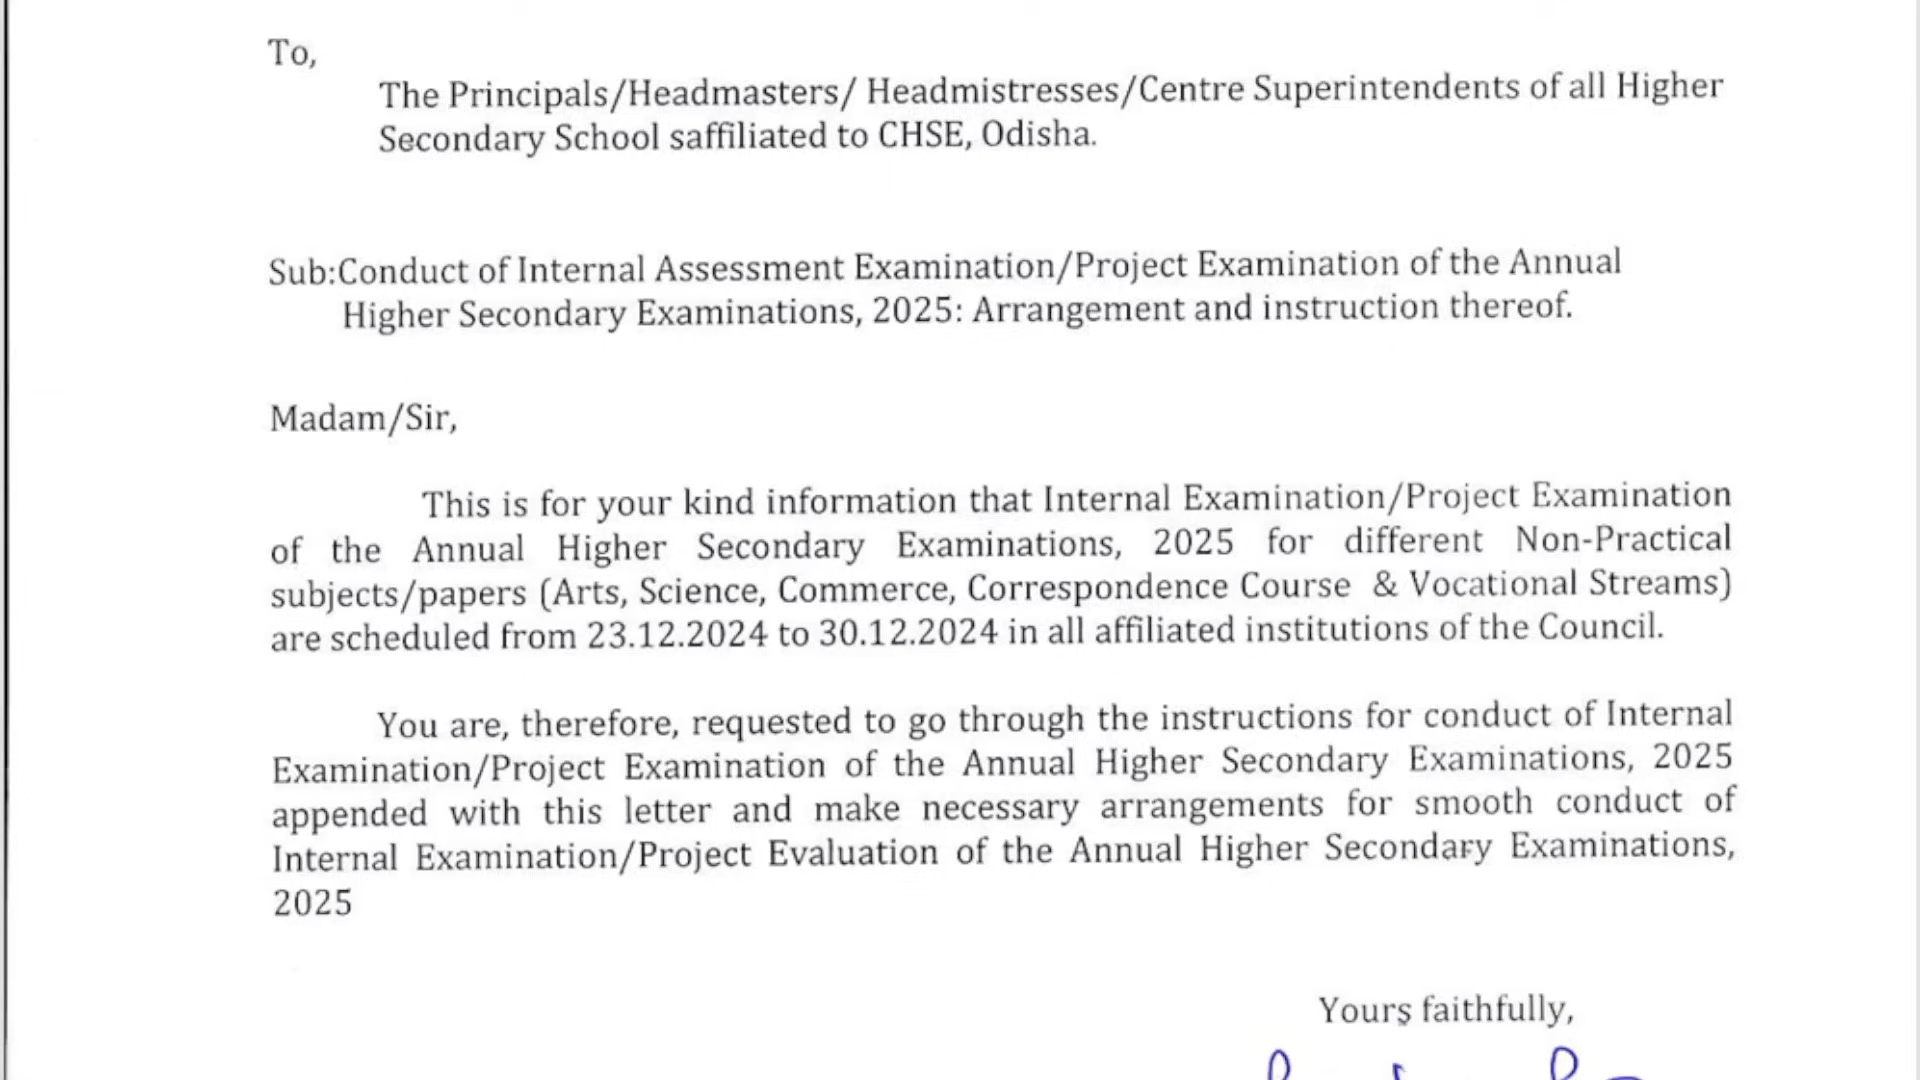 To,
The Principals/Headmasters/ Headmistresses/Centre Superintendents of all Higher
Secondary School saffiliated to CHSE, Odisha.
Sub:Conduct of Internal Assessment Examination/Project Examination of the Annual
Higher Secondary Examinations, 2025: Arrangement and instruction thereof.
Madam/Sir,
This is for your kind information that Internal Examination/Project Examination
of the Annual Higher Secondary Examinations, 2025 for different Non-Practical
subjects/papers (Arts, Science, Commerce, Correspondence Course & Vocational Streams)
are scheduled from 23.12.2024 to 30.12.2024 in all affiliated institutions of the Council.
You are, therefore, requested to go through the instructions for conduct of Internal
Examination/Project Examination of the Annual Higher Secondary Examinations, 2025
appended with this letter and make necessary arrangements for smooth conduct of
Internal Examination/Project Evaluation of the Annual Higher Secondary Examinations,
2025
Yours faithfully,